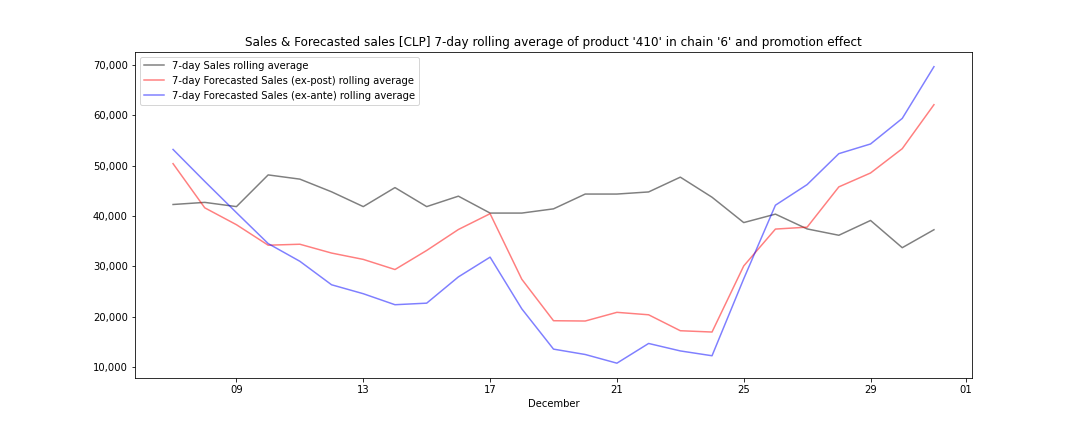 Sales & Forecasted sales [CLP] 7-day rolling average of product '410' in chain '6' and promotion effect
7-day Sales rolling average
7-day Forecasted Sales (ex-post) rolling average
7-day Forecasted Sales (ex-ante) rolling average
70,000
60,000
50,000
40,000
30,000
20,000
10,000
09 13 17 21 25 29 01
December